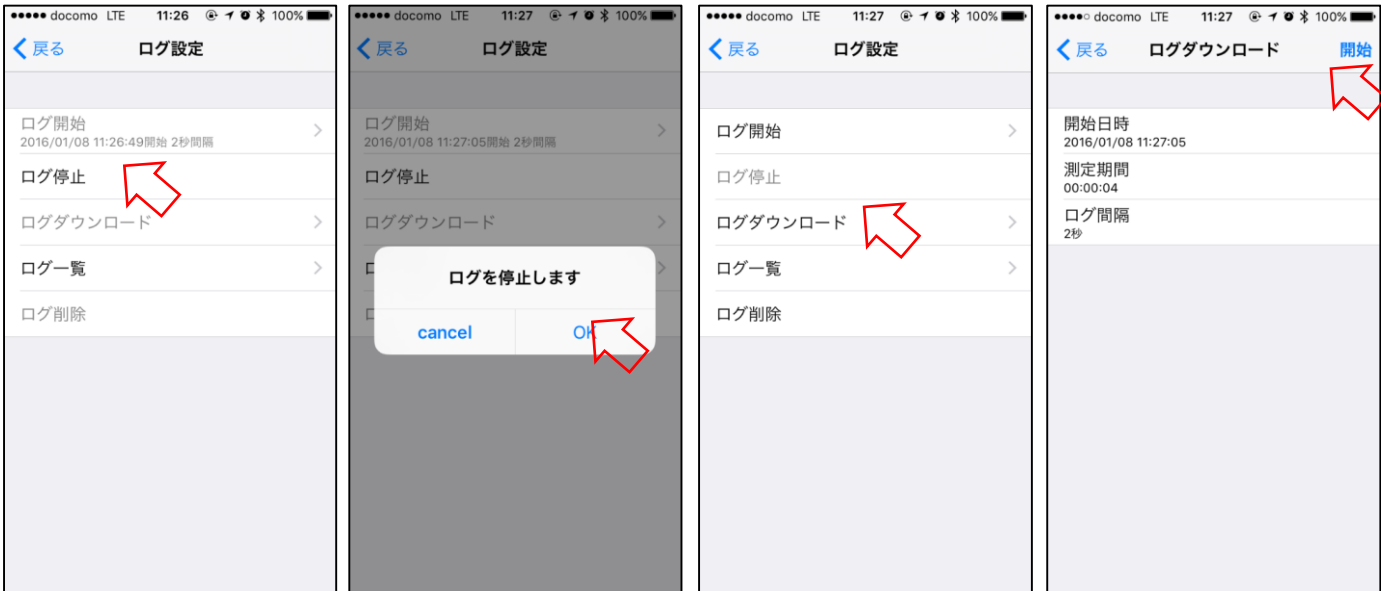 ●●●●● docomo LTE 11:26 100%
戻る ログ設定
ログ開始
2016/01/08 11:26:49開始 2秒間隔
ログ停止
ログダウンロード
ログ一覧
ログ削除
●●●●● docomo LTE 11:27 100%
戻る ログ設定
ログ開始
2016/01/08 11:27:05開始 2秒間隔
ログ停止
ログダウンロード
ロ
ログを停止します
cancel OK
ロ
●●●●● docomo LTE 11:27 100%
戻る ログ設定
ログ開始
ログ停止
ログダウンロード
ログ一覧
ログ削除
●●●●○ docomo LTE 11:27 100%
戻る ログダウンロード 開始
開始日時
2016/01/08 11:27:05
測定期間
00:00:04
ログ間隔
2秒